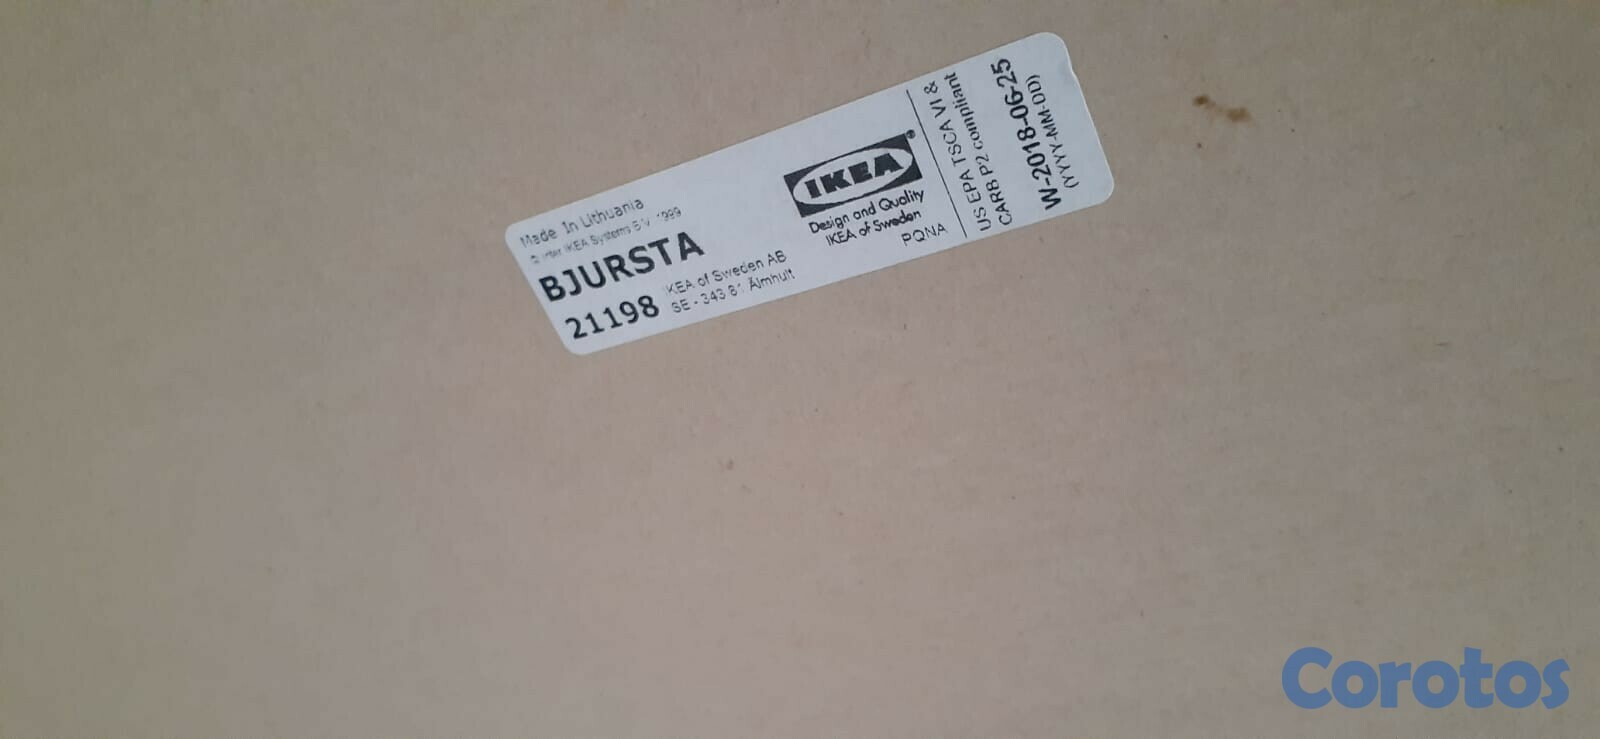 Made In Lithuania
© Inter IKEA Systems B.V. 1999
BJURSTA
21198
IKEA of Sweden AB
SE - 343 81 Älmhult
IKEA®
Design and Quality
IKEA of Sweden
PQNA
US EPA TSCA VI &
CARB P2 compliant
W-2018-06-25
(YYYY-MM-DD)
Corotos